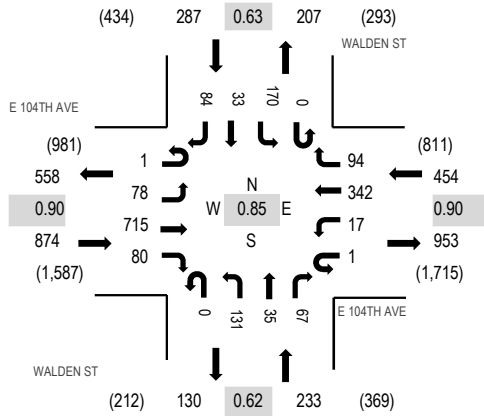 (434) 287 0.63 207 (293)
WALDEN ST
E 104TH AVE
84 33 170 0
(981) (811)
558 1 94 454
0.90 78 N 342 0.90
W 0.85 E
874 715 17 953
S
80 1
(1,587) (1,715)
0 131 35 67
E 104TH AVE
WALDEN ST
(212) 130 0.62 233 (369)